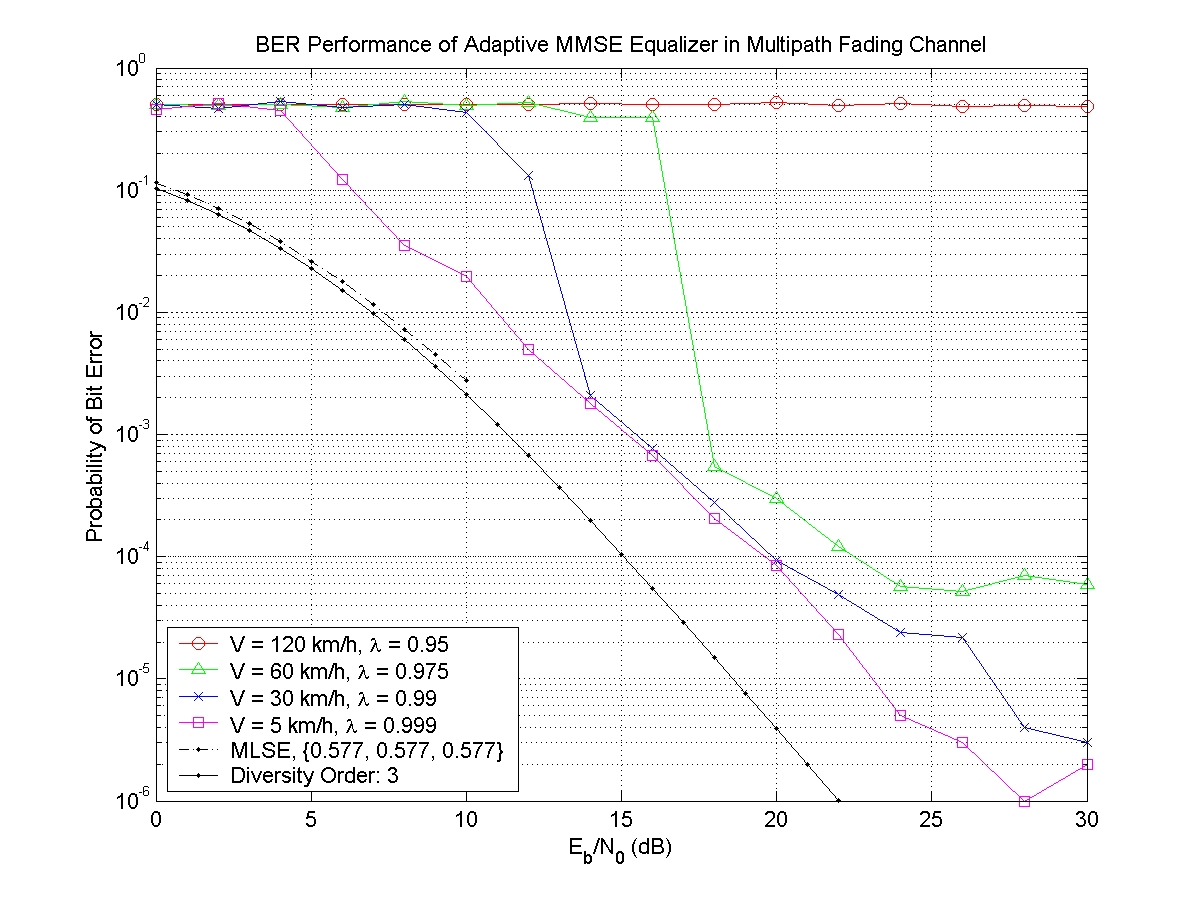 BER Performance of Adaptive MMSE Equalizer in Multipath Fading Channel
Probability of Bit Error
10^0
10^-1
10^-2
10^-3
10^-4
10^-5
10^-6
V = 120 km/h, λ = 0.95
V = 60 km/h, λ = 0.975
V = 30 km/h, λ = 0.99
V = 5 km/h, λ = 0.999
MLSE, {0.577, 0.577, 0.577}
Diversity Order: 3
0 5 10 15 20 25 30
E_b/N_0 (dB)